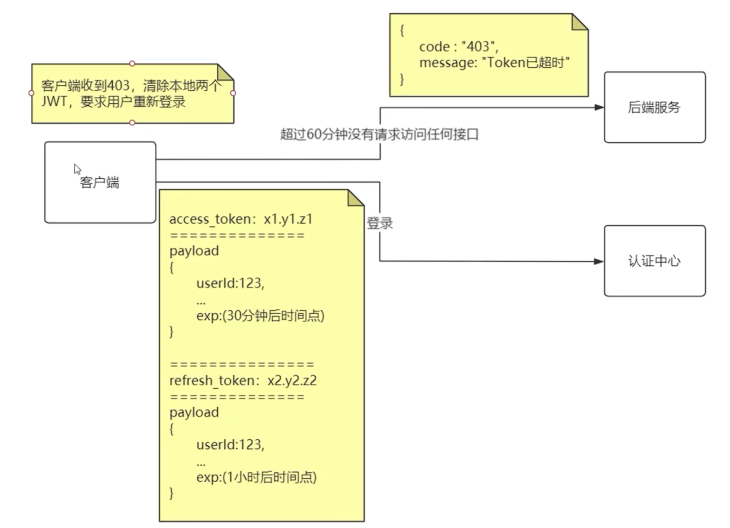 {
code : "403",
message: "Token已超时"
}
客户端收到403，清除本地两个
JWT，要求用户重新登录
后端服务
超过60分钟没有请求访问任何接口
客户端
access_token：x1.y1.z1
==============
payload
{
userId:123,
...
exp:(30分钟后时间点)
}
===============
refresh_token：x2.y2.z2
==============
payload
{
userId:123,
...
exp:(1小时后时间点)
}
登录
认证中心